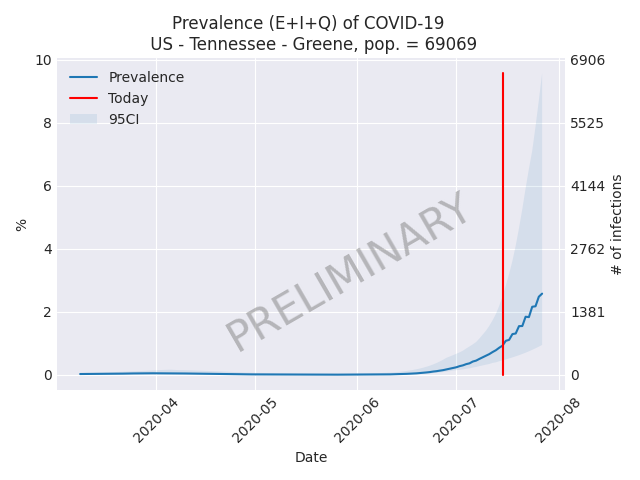 Prevalence (E+I+Q) of COVID-19
US - Tennessee - Greene, pop. = 69069
10
8
6
4
2
0
%
Prevalence
Today
95CI
PRELIMINARY
6906
5525
4144
2762
1381
0
# of infections
2020-04
2020-05
2020-06
2020-07
2020-08
Date